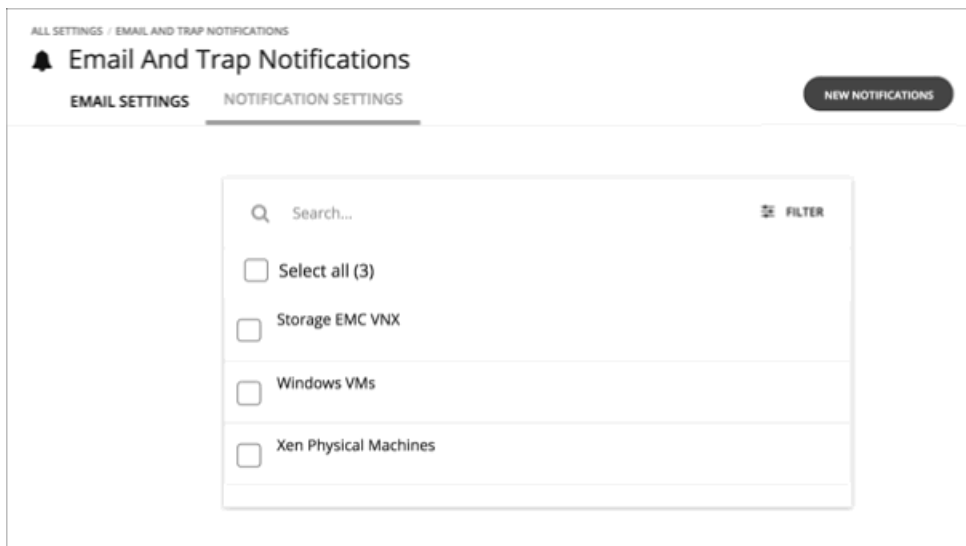 ALL SETTINGS / EMAIL AND TRAP NOTIFICATIONS
Email And Trap Notifications
EMAIL SETTINGS NOTIFICATION SETTINGS
NEW NOTIFICATIONS
Search...
FILTER
Select all (3)
Storage EMC VNX
Windows VMs
Xen Physical Machines